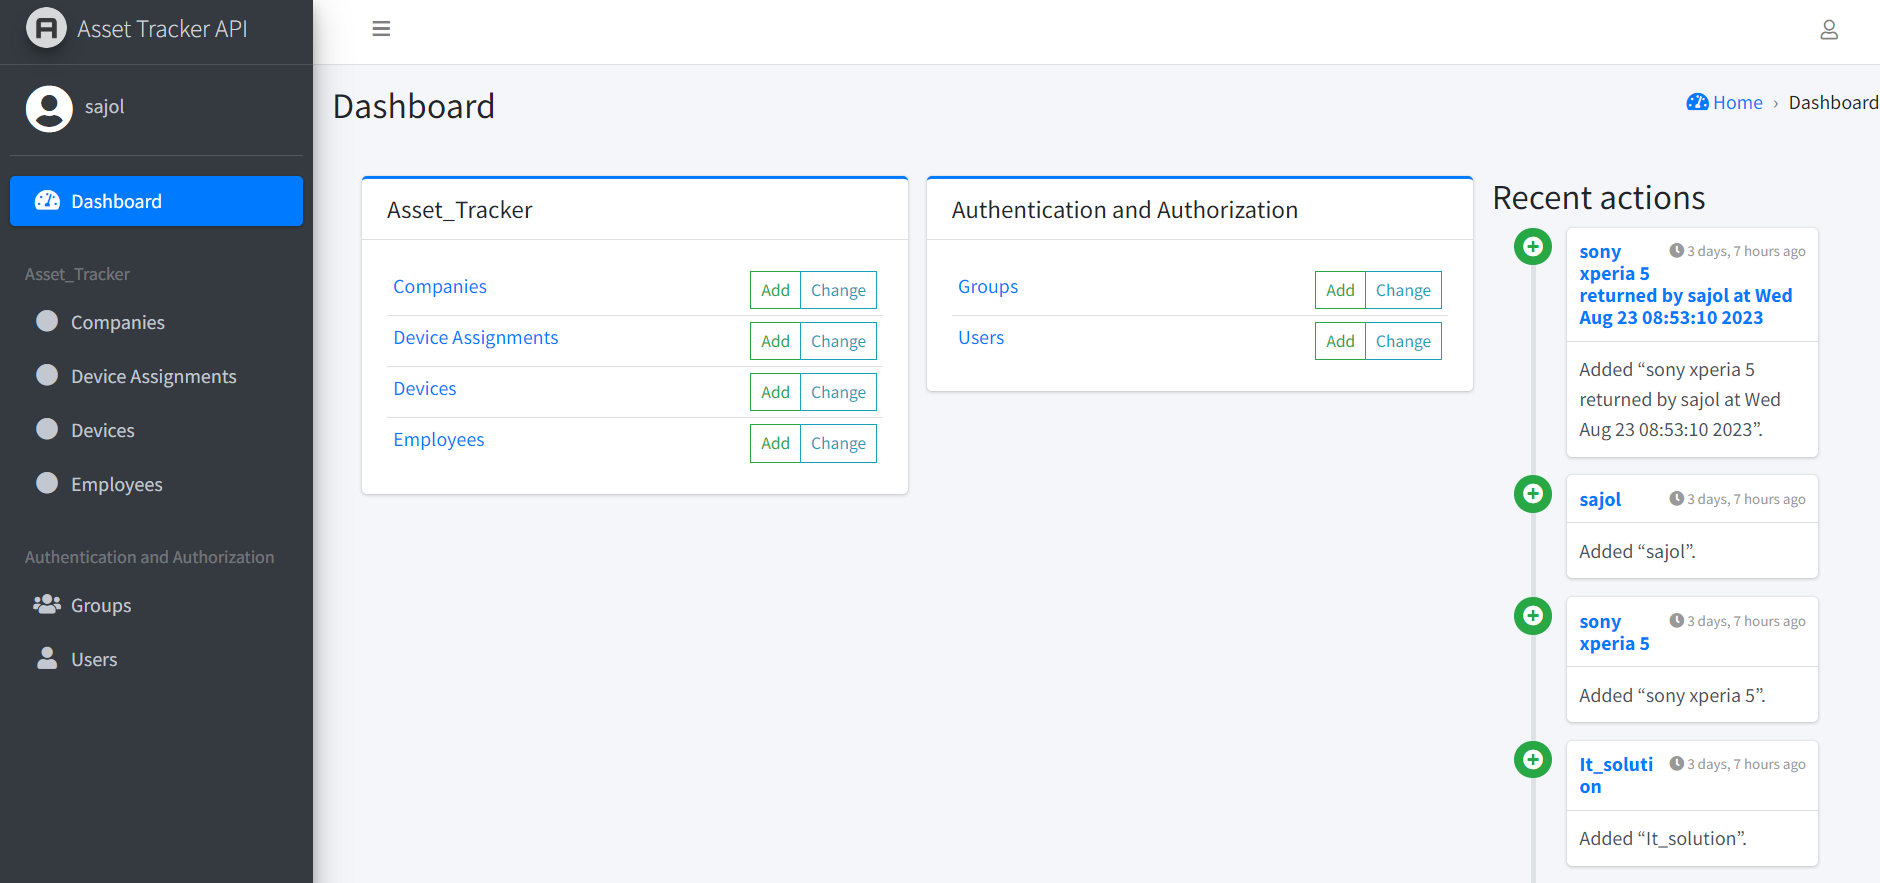 Asset Tracker API
sajol
Dashboard
Asset_Tracker
Companies
Device Assignments
Devices
Employees
Authentication and Authorization
Groups
Users
Dashboard
Home › Dashboard
Asset_Tracker
Companies Add Change
Device Assignments Add Change
Devices Add Change
Employees Add Change
Authentication and Authorization
Groups Add Change
Users Add Change
Recent actions
sony 3 days, 7 hours ago
xperia 5
returned by sajol at Wed
Aug 23 08:53:10 2023
Added “sony xperia 5
returned by sajol at Wed
Aug 23 08:53:10 2023”.
sajol 3 days, 7 hours ago
Added “sajol”.
sony 3 days, 7 hours ago
xperia 5
Added “sony xperia 5”.
It_soluti 3 days, 7 hours ago
on
Added “It_solution”.